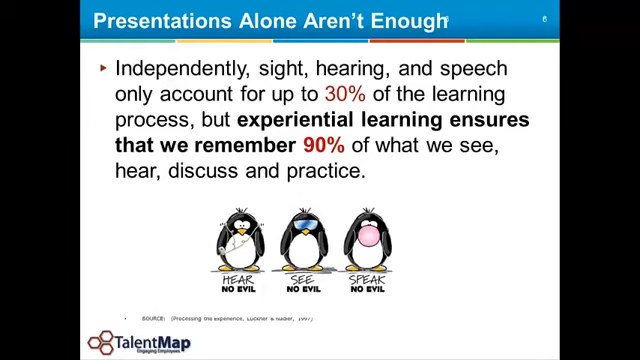 Presentations Alone Aren't Enough
6
Independently, sight, hearing, and speech
only account for up to 30% of the learning
process, but experiential learning ensures
that we remember 90% of what we see,
hear, discuss and practice.
HEAR SEE SPEAK
NO EVIL NO EVIL NO EVIL
• SOURCE: (Processing the Experience, Luckner & Nadler, 1997)
TalentMap
Engaging Employees